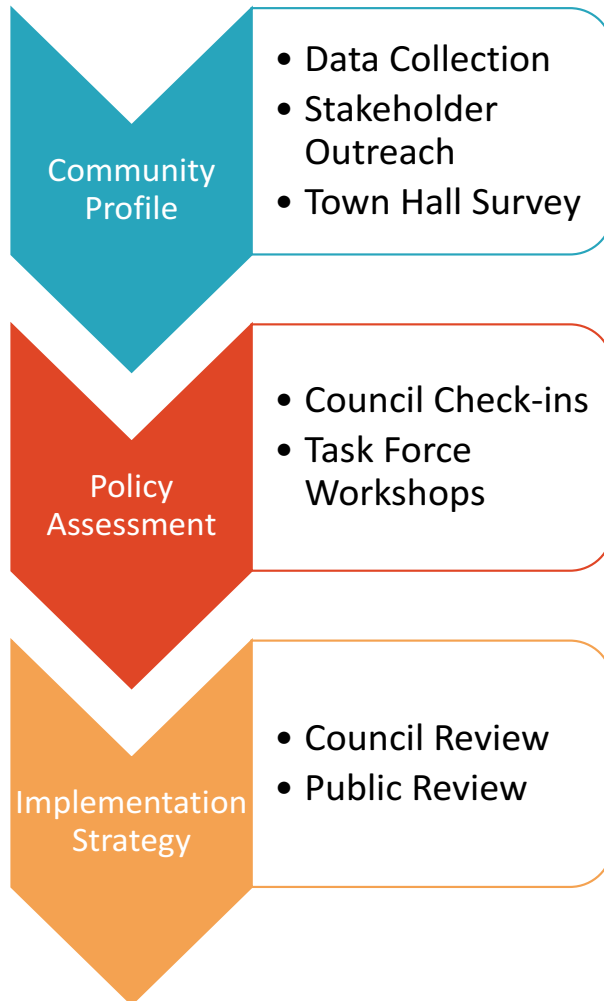 Community
Profile
• Data Collection
• Stakeholder
Outreach
• Town Hall Survey
Policy
Assessment
• Council Check-ins
• Task Force
Workshops
Implementation
Strategy
• Council Review
• Public Review